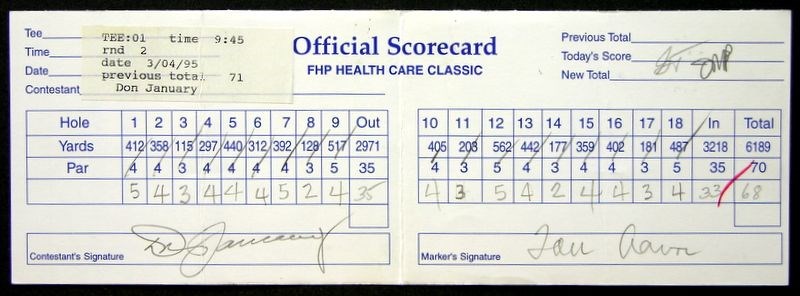 Tee
TEE:01 time 9:45
Time
rnd 2
Date
date 3/04/95
previous total 71
Contestant
Don January
Official Scorecard
FHP HEALTH CARE CLASSIC
Previous Total
Today's Score
New Total
Hole 1 2 3 4 5 6 7 8 9 Out
Yards 412 358 115 297 440 312 392 128 517 2971
Par 4 4 3 4 4 4 4 3 5 35
5 4 3 4 4 4 5 2 4 35
Contestant's Signature Don January
10 11 12 13 14 15 16 17 18 In Total
405 203 562 442 177 359 402 181 487 3218 6189
4 3 5 4 3 4 4 3 5 35 70
4 3 5 4 2 4 4 3 4 33 68
Marker's Signature